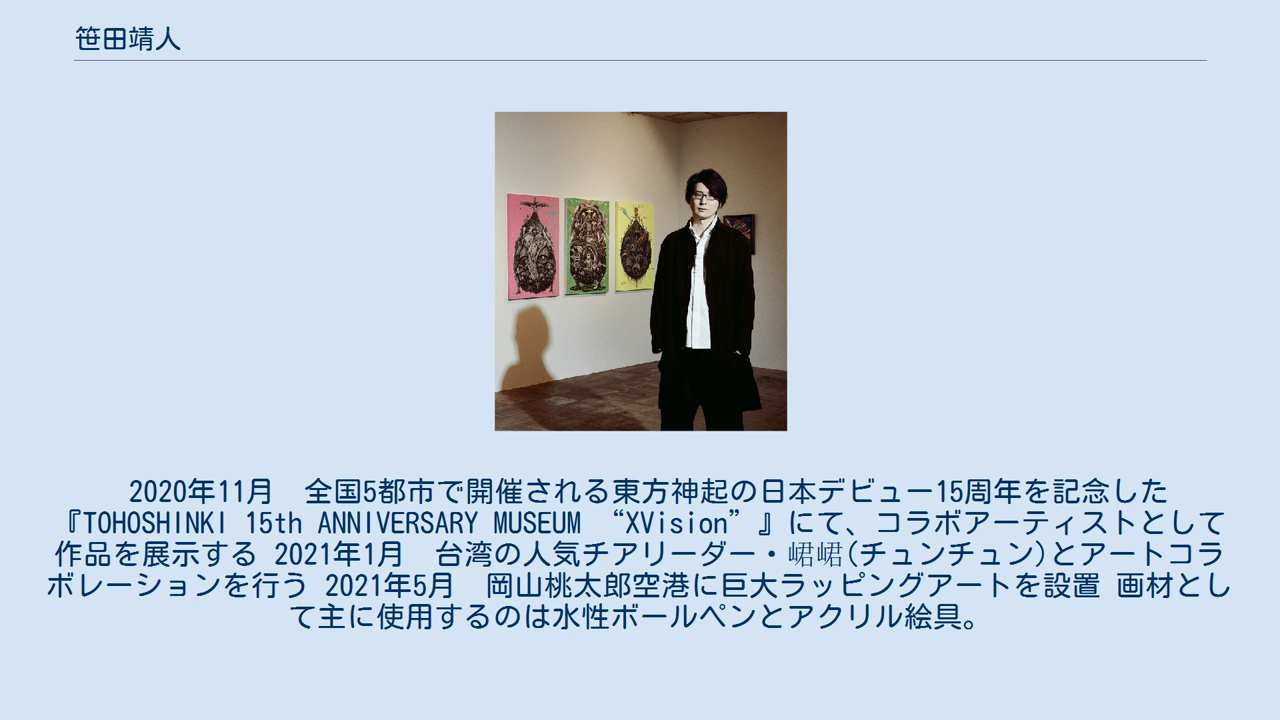 笹田靖人
2020年11月　全国5都市で開催される東方神起の日本デビュー15周年を記念した
『TOHOSHINKI 15th ANNIVERSARY MUSEUM “XVision”』にて、コラボアーティストとして
作品を展示する 2021年1月　台湾の人気チアリーダー・峮峮(チュンチュン)とアートコラ
ボレーションを行う 2021年5月　岡山桃太郎空港に巨大ラッピングアートを設置 画材とし
て主に使用するのは水性ボールペンとアクリル絵具。